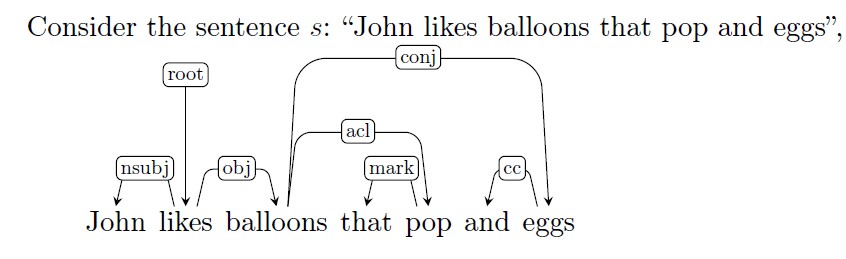 Consider the sentence s: “John likes balloons that pop and eggs”,
conj
root
acl
nsubj obj mark cc
John likes balloons that pop and eggs